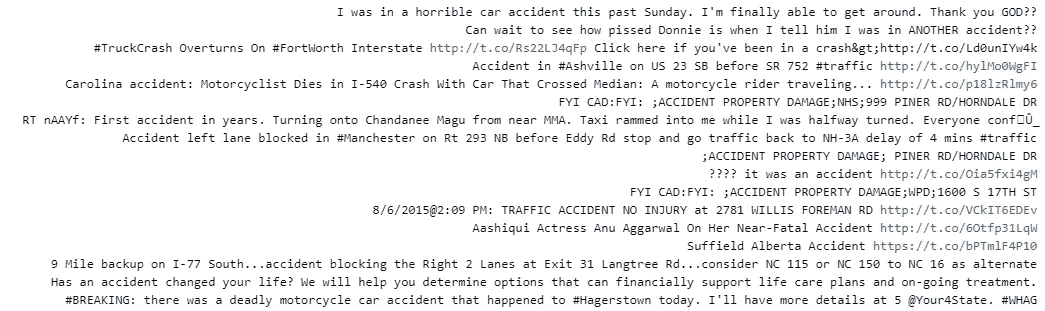 I was in a horrible car accident this past Sunday. I'm finally able to get around. Thank you GOD??
Can wait to see how pissed Donnie is when I tell him I was in ANOTHER accident??
#TruckCrash Overturns On #FortWorth Interstate http://t.co/Rs22LJ4qFp Click here if you've been in a crash&gt;http://t.co/Ld0unIYw4k
Accident in #Ashville on US 23 SB before SR 752 #traffic http://t.co/hylMo0WgFI
Carolina accident: Motorcyclist Dies in I-540 Crash With Car That Crossed Median: A motorcycle rider traveling... http://t.co/p18lzRlmy6
FYI CAD:FYI: ;ACCIDENT PROPERTY DAMAGE;NHS;999 PINER RD/HORNDALE DR
RT nAAYf: First accident in years. Turning onto Chandanee Magu from near MMA. Taxi rammed into me while I was halfway turned. Everyone conf Û_
Accident left lane blocked in #Manchester on Rt 293 NB before Eddy Rd stop and go traffic back to NH-3A delay of 4 mins #traffic
;ACCIDENT PROPERTY DAMAGE; PINER RD/HORNDALE DR
???? it was an accident http://t.co/Oia5fxi4gM
FYI CAD:FYI: ;ACCIDENT PROPERTY DAMAGE;WPD;1600 S 17TH ST
8/6/2015@2:09 PM: TRAFFIC ACCIDENT NO INJURY at 2781 WILLIS FOREMAN RD http://t.co/VCkIT6EDEv
Aashiqui Actress Anu Aggarwal On Her Near-Fatal Accident http://t.co/6Otfp31LqW
Suffield Alberta Accident https://t.co/bPTmlF4P10
9 Mile backup on I-77 South...accident blocking the Right 2 Lanes at Exit 31 Langtree Rd...consider NC 115 or NC 150 to NC 16 as alternate
Has an accident changed your life? We will help you determine options that can financially support life care plans and on-going treatment.
#BREAKING: there was a deadly motorcycle car accident that happened to #Hagerstown today. I'll have more details at 5 @Your4State. #WHAG